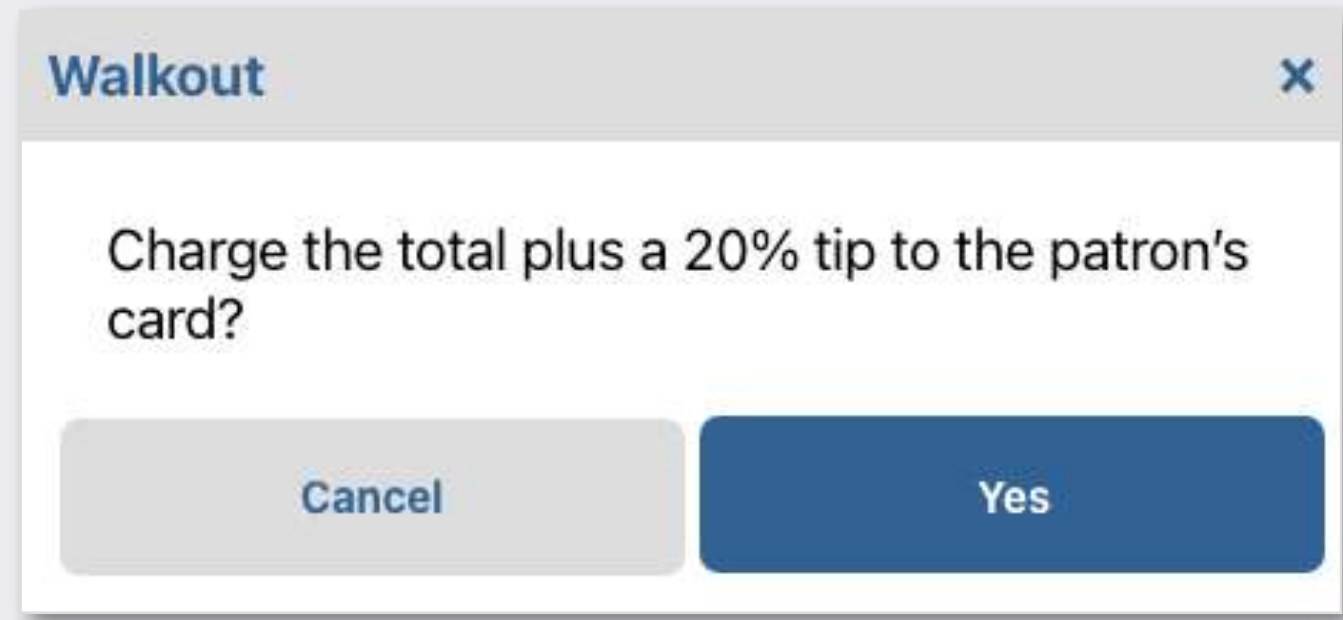 Walkout ×
Charge the total plus a 20% tip to the patron’s
card?
Cancel Yes